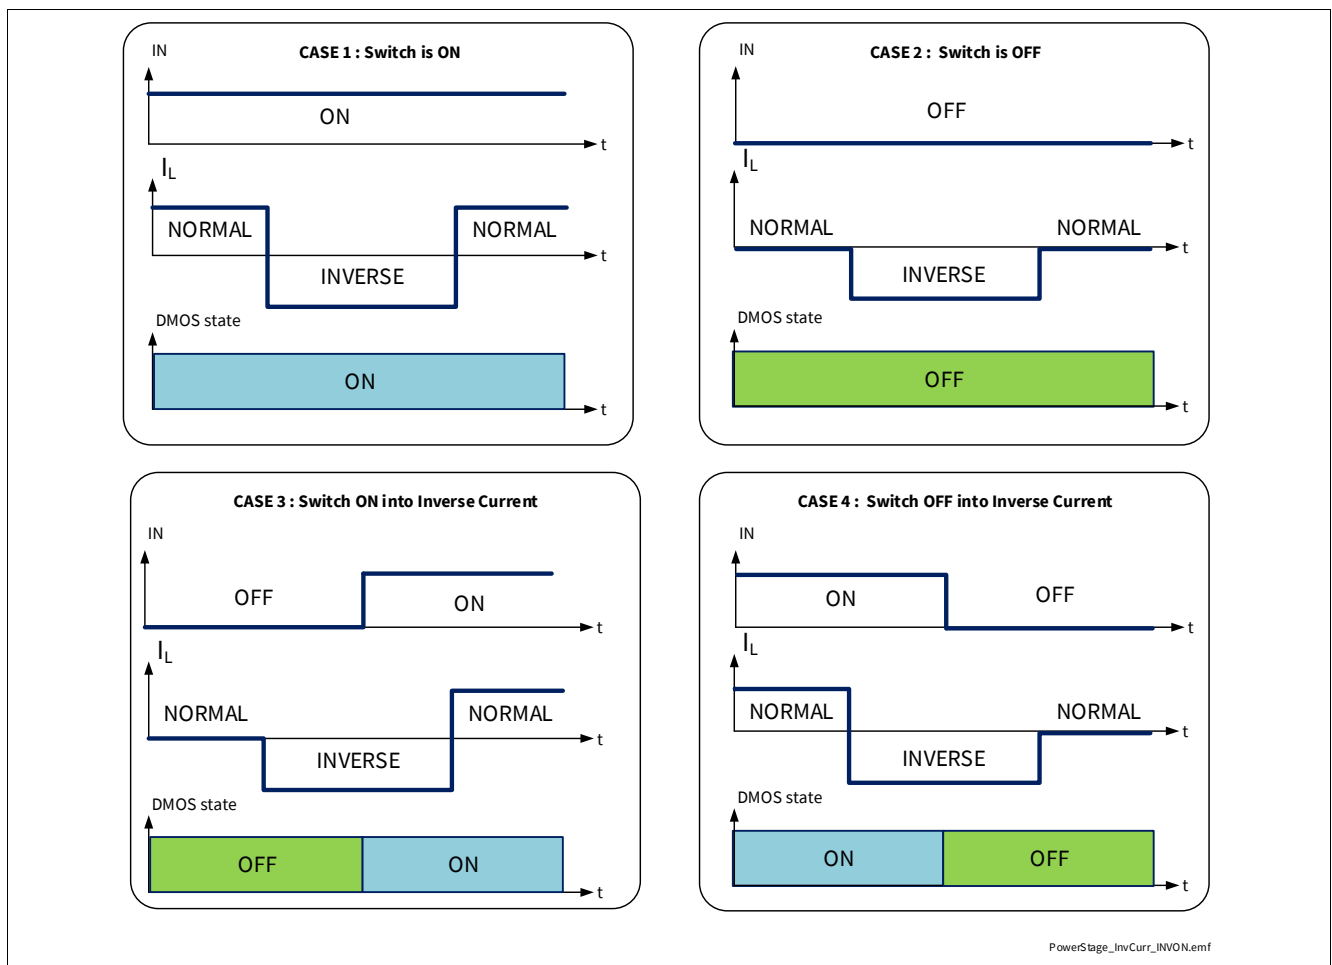 CASE 1 : Switch is ON
IN
ON
t
IL
NORMAL
NORMAL
t
INVERSE
DMOS state
ON
t
CASE 2 : Switch is OFF
IN
OFF
t
IL
NORMAL
NORMAL
t
INVERSE
DMOS state
OFF
t
CASE 3 : Switch ON into Inverse Current
IN
OFF
ON
t
IL
NORMAL
NORMAL
t
INVERSE
DMOS state
OFF
ON
t
CASE 4 : Switch OFF into Inverse Current
IN
ON
OFF
t
IL
NORMAL
NORMAL
t
INVERSE
DMOS state
ON
OFF
t
PowerStage_InvCurr_INVON.emf